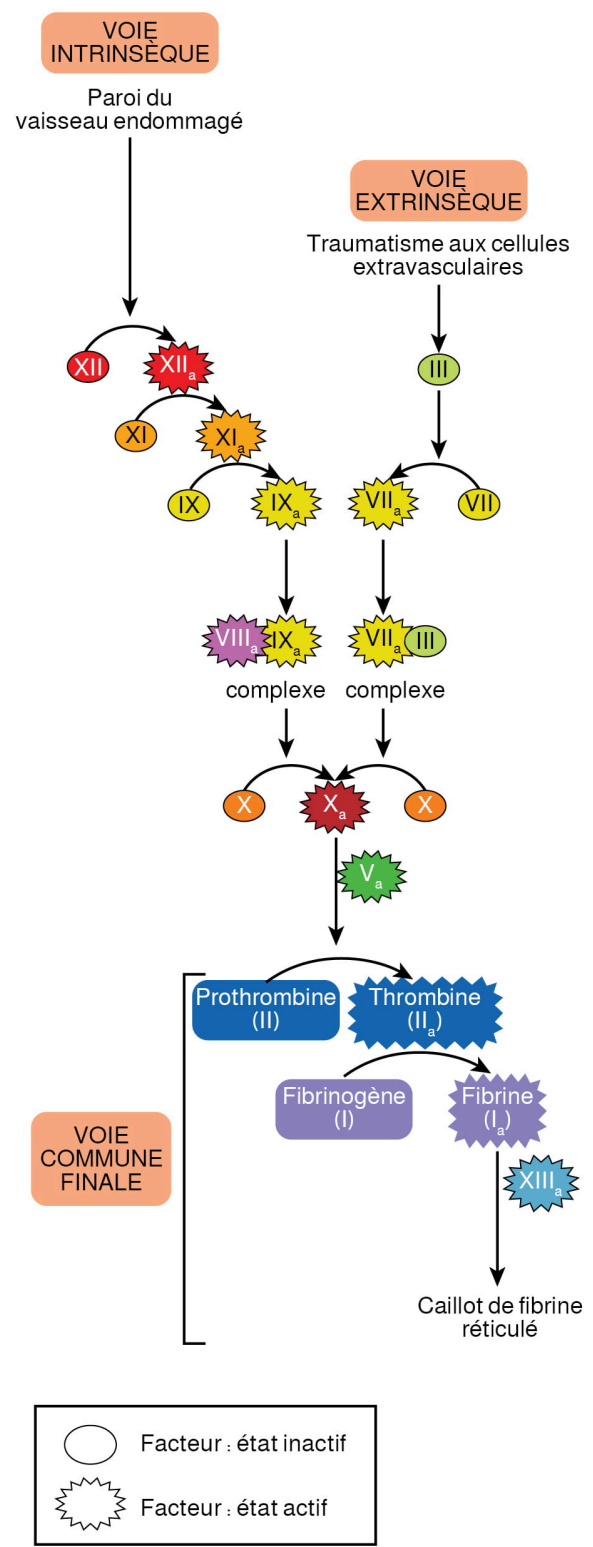 VOIE
INTRINSÈQUE
Paroi du
vaisseau endommagé
VOIE
EXTRINSÈQUE
Traumatisme aux cellules
extravasculaires
XII
XIIa
III
XI
XIa
IX
IXa
VIIa
VII
VIIIa
IXa
VIIa
III
complexe
complexe
X
Xa
X
Va
Prothrombine
(II)
Thrombine
(IIa)
Fibrinogène
(I)
Fibrine
(Ia)
VOIE
COMMUNE
FINALE
XIIIa
Caillot de fibrine
réticulé
Facteur : état inactif
Facteur : état actif